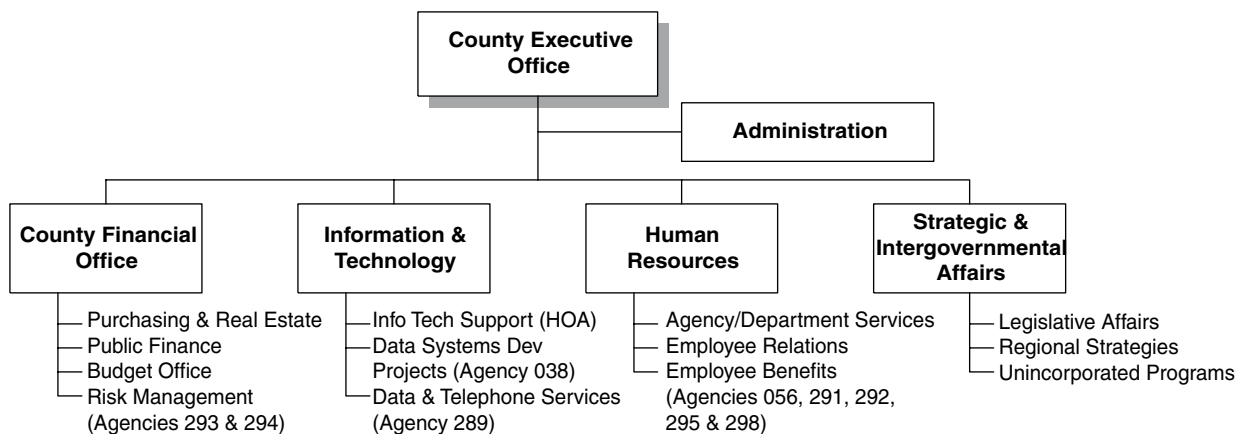 County Executive
Office
Administration
County Financial
Office
Purchasing & Real Estate
Public Finance
Budget Office
Risk Management
(Agencies 293 & 294)
Information &
Technology
Info Tech Support (HOA)
Data Systems Dev
Projects (Agency 038)
Data & Telephone Services
(Agency 289)
Human
Resources
Agency/Department Services
Employee Relations
Employee Benefits
(Agencies 056, 291, 292,
295 & 298)
Strategic &
Intergovernmental
Affairs
Legislative Affairs
Regional Strategies
Unincorporated Programs